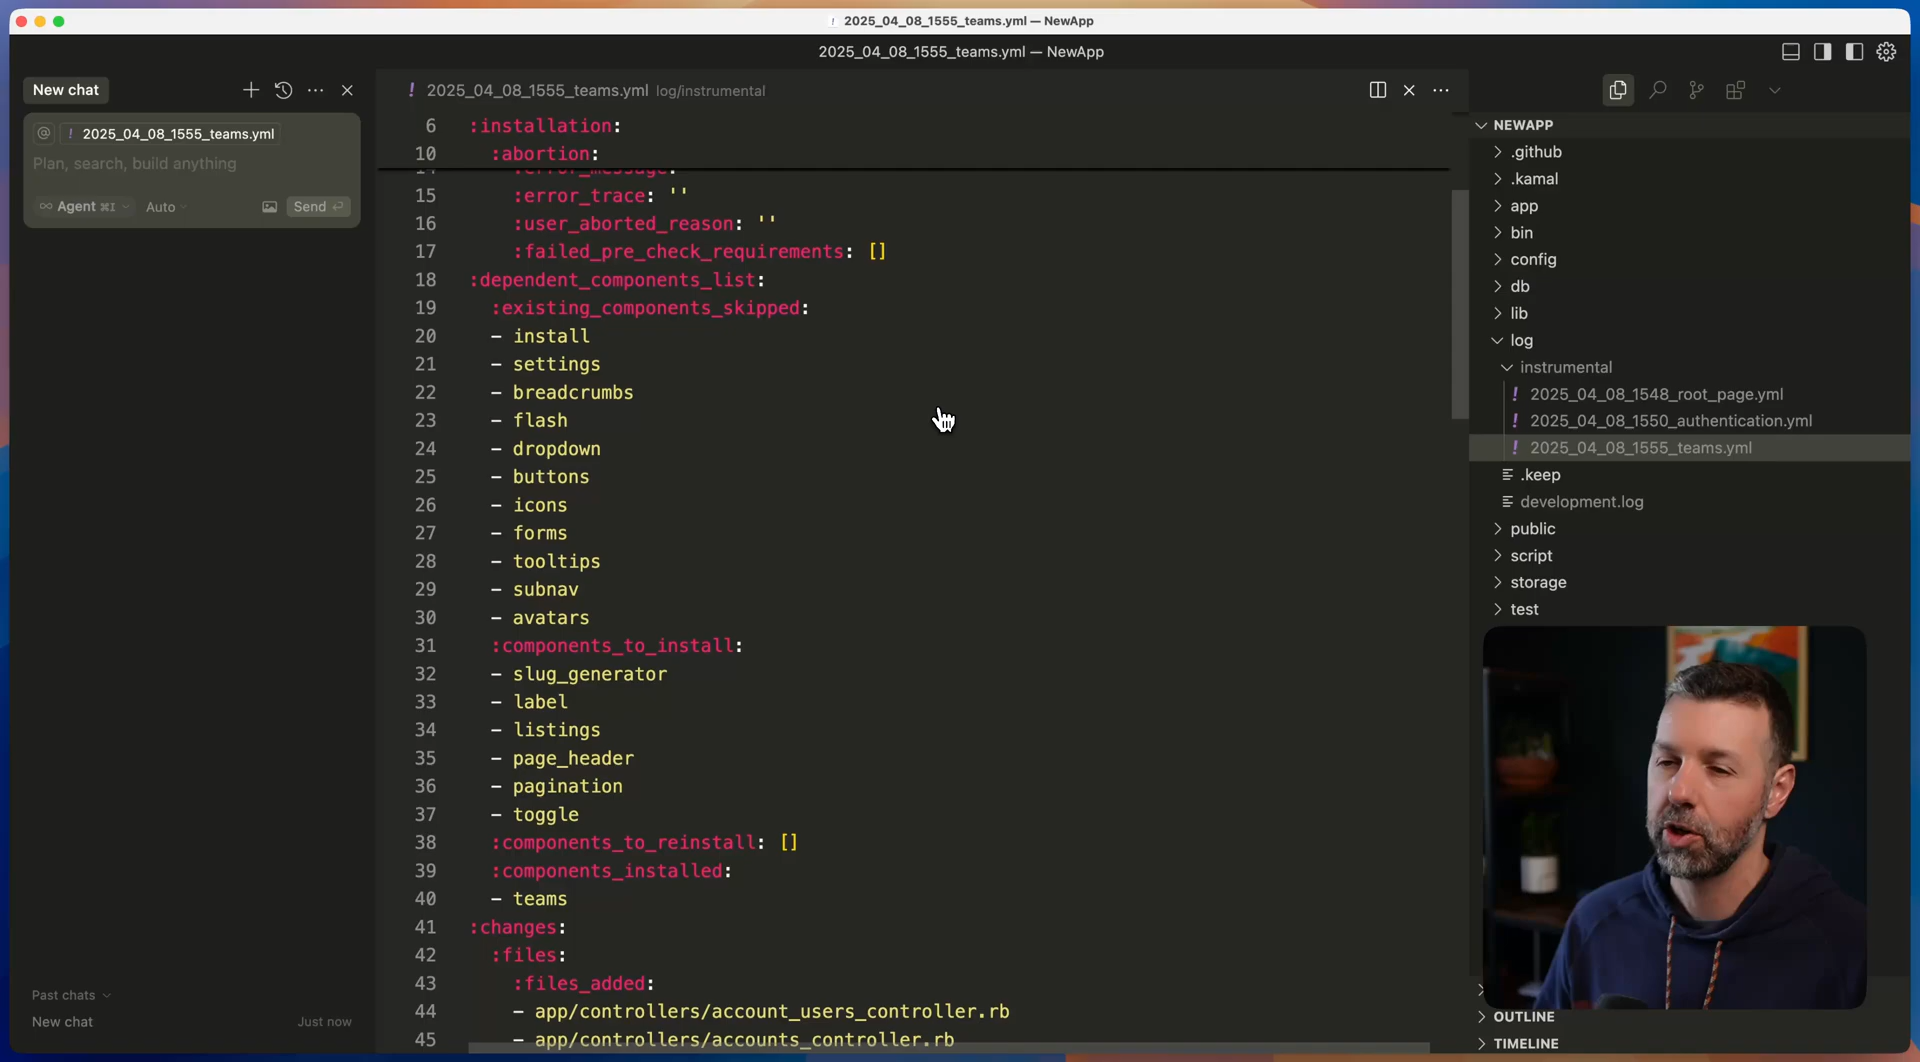 ! 2025_04_08_1555_teams.yml — NewApp
2025_04_08_1555_teams.yml — NewApp
New chat
@ ! 2025_04_08_1555_teams.yml
Plan, search, build anything
∞ Agent ⌘I Auto Send
Past chats
New chat Just now
! 2025_04_08_1555_teams.yml log/instrumental
6 :installation:
10 :abortion:
:error_message:
15 :error_trace: ''
16 :user_aborted_reason: ''
17 :failed_pre_check_requirements: []
18 :dependent_components_list:
19 :existing_components_skipped:
20 - install
21 - settings
22 - breadcrumbs
23 - flash
24 - dropdown
25 - buttons
26 - icons
27 - forms
28 - tooltips
29 - subnav
30 - avatars
31 :components_to_install:
32 - slug_generator
33 - label
34 - listings
35 - page_header
36 - pagination
37 - toggle
38 :components_to_reinstall: []
39 :components_installed:
40 - teams
41 :changes:
42 :files:
43 :files_added:
44 - app/controllers/account_users_controller.rb
45 - app/controllers/accounts_controller.rb
NEWAPP
.github
.kamal
app
bin
config
db
lib
log
instrumental
! 2025_04_08_1548_root_page.yml
! 2025_04_08_1550_authentication.yml
! 2025_04_08_1555_teams.yml
.keep
development.log
public
script
storage
test
OUTLINE
TIMELINE